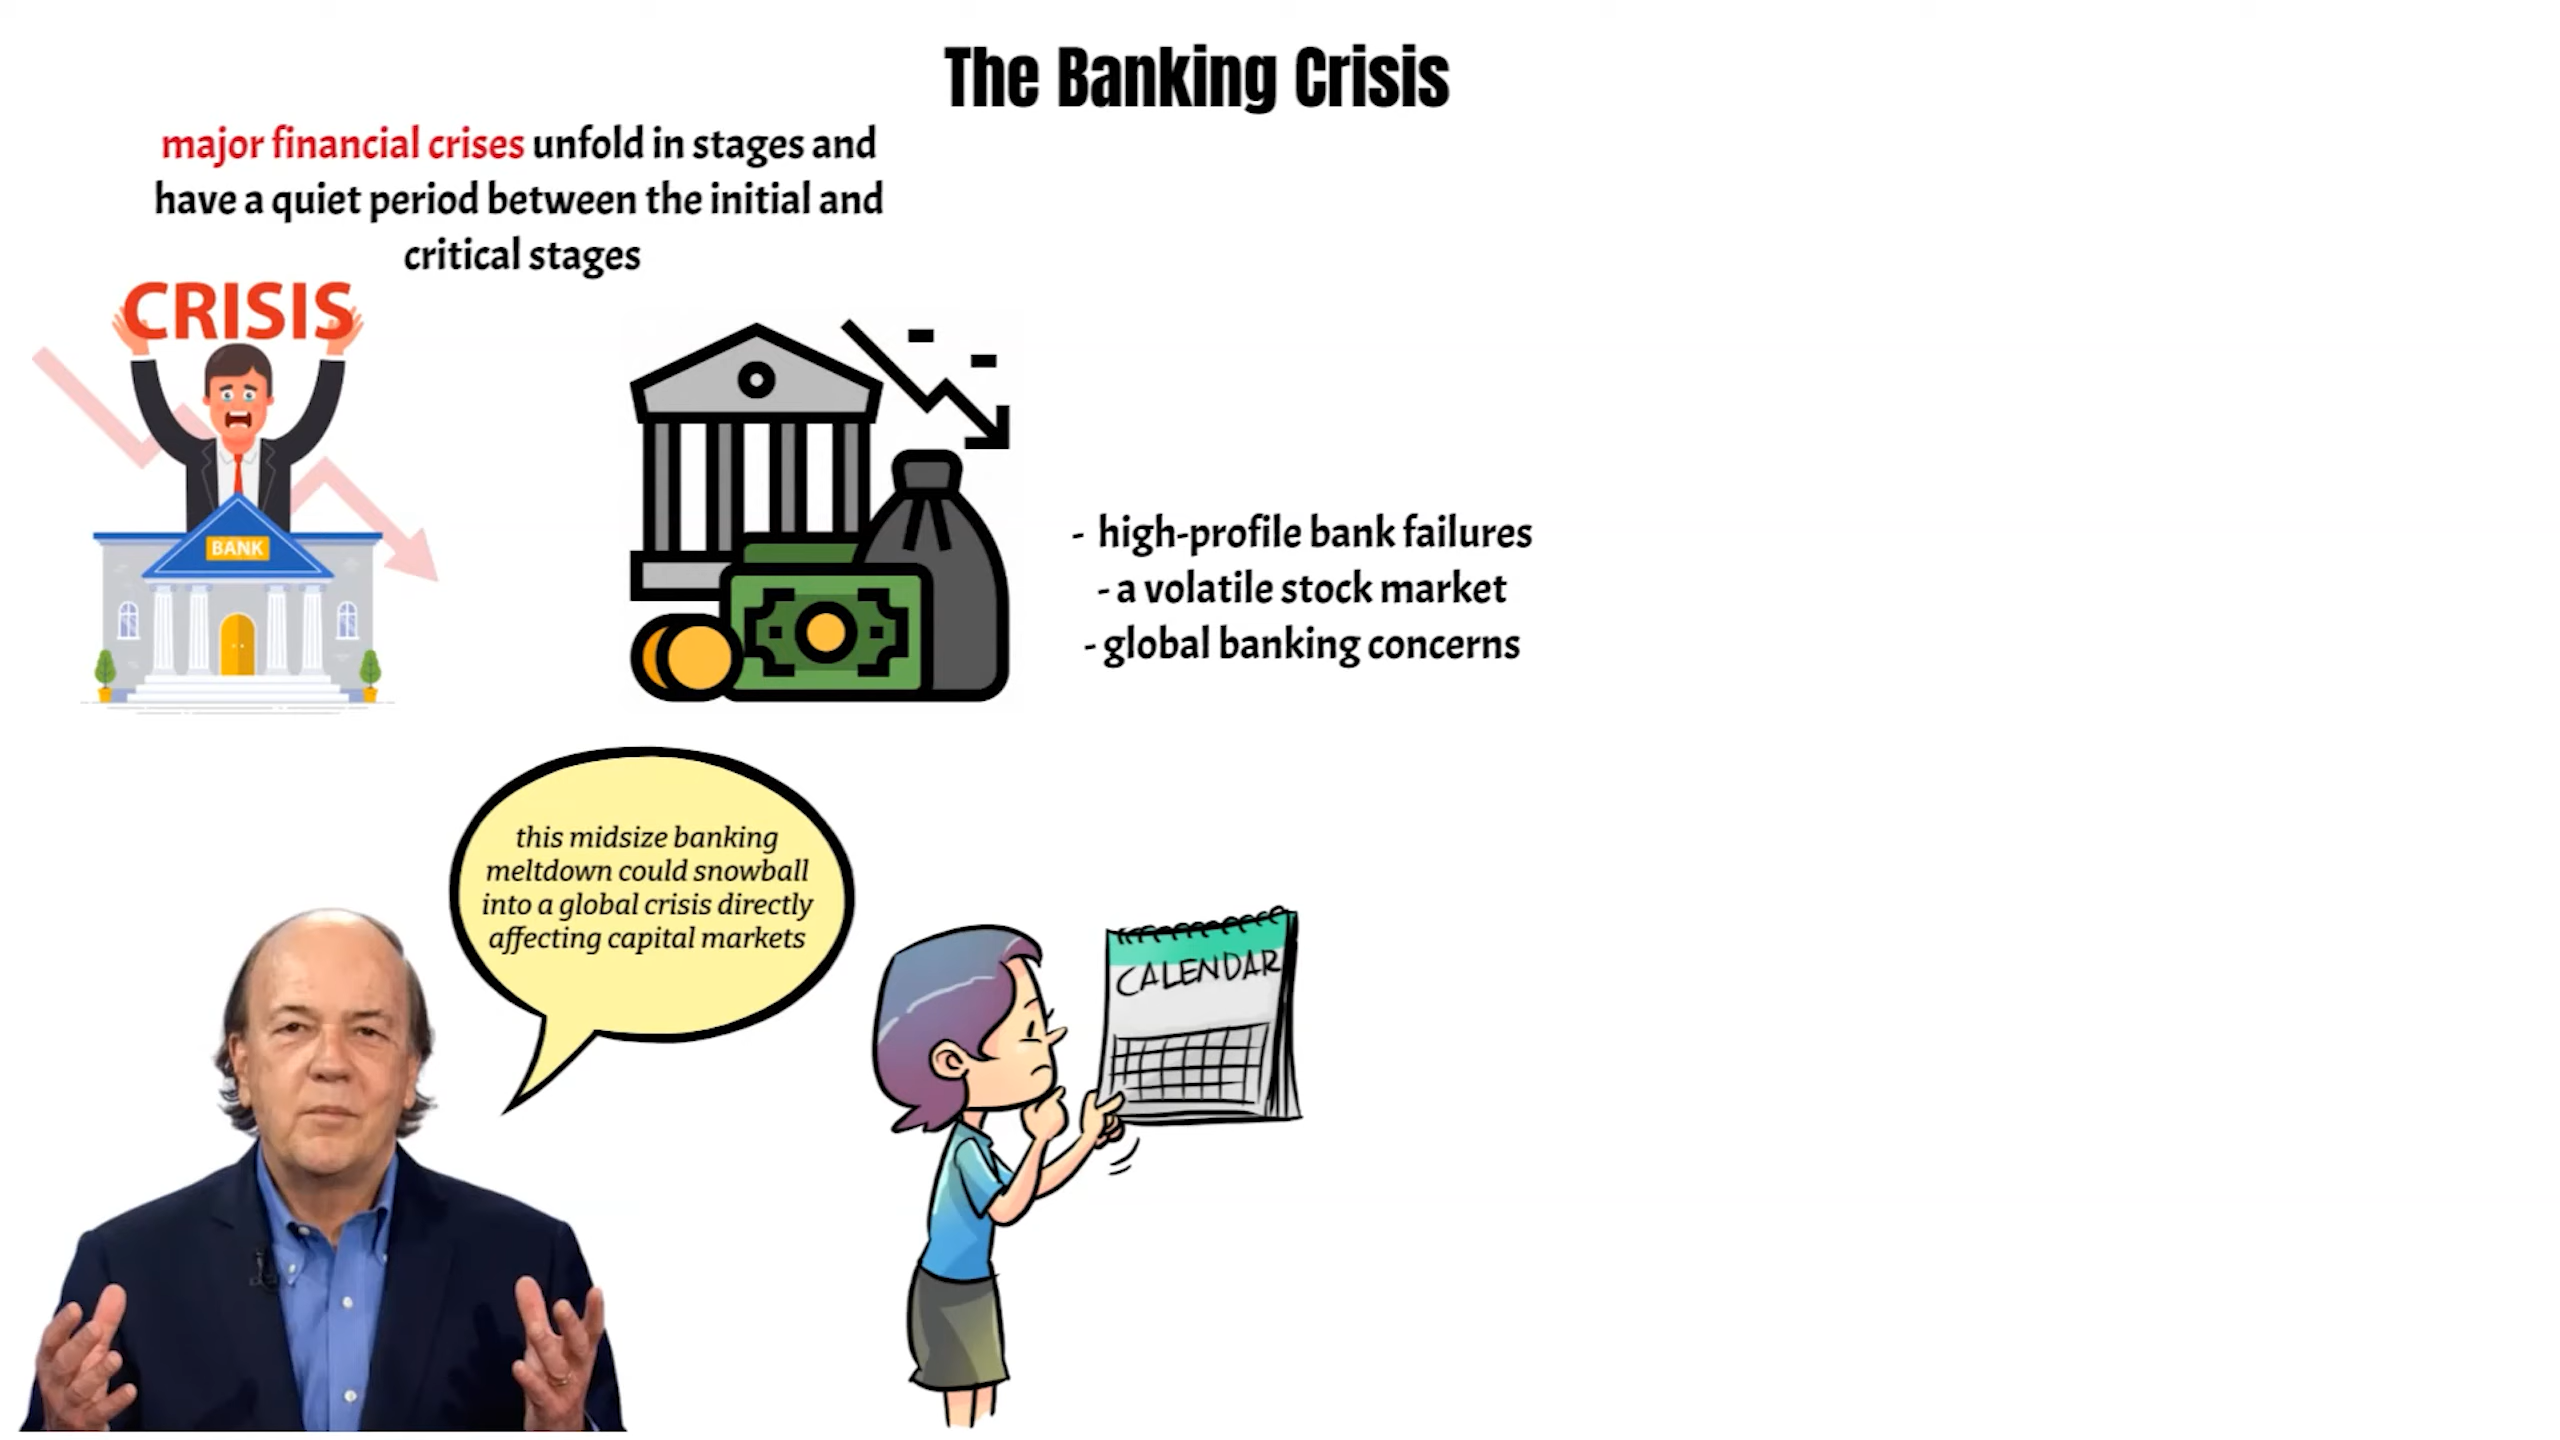 The Banking Crisis
major financial crises unfold in stages and
have a quiet period between the initial and
critical stages
CRISIS
BANK
- high-profile bank failures
- a volatile stock market
- global banking concerns
this midsize banking
meltdown could snowball
into a global crisis directly
affecting capital markets
CALENDAR